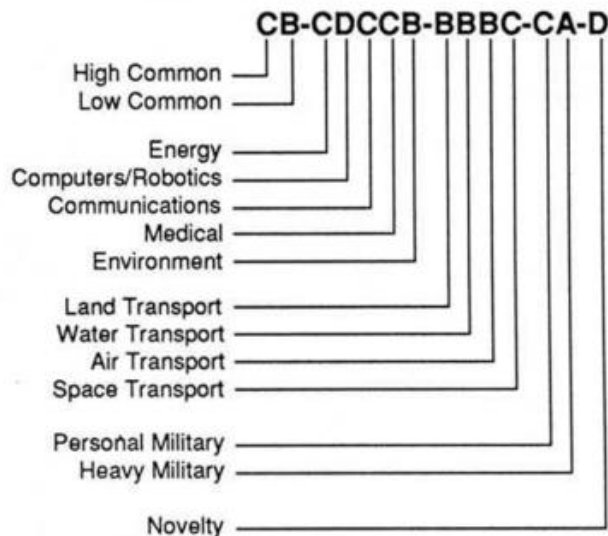 CB-CDCCB-BBBC-CA-D
High Common
Low Common
Energy
Computers/Robotics
Communications
Medical
Environment
Land Transport
Water Transport
Air Transport
Space Transport
Personal Military
Heavy Military
Novelty